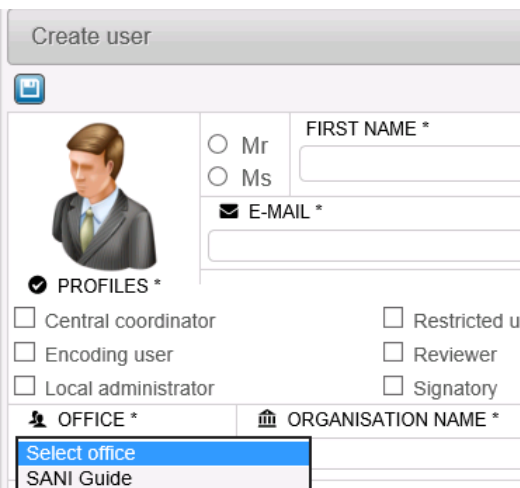 Create user
Mr
FIRST NAME *
Ms
E-MAIL *
PROFILES *
Central coordinator
Restricted u
Encoding user
Reviewer
Local administrator
Signatory
OFFICE *
ORGANISATION NAME *
Select office
SANI Guide